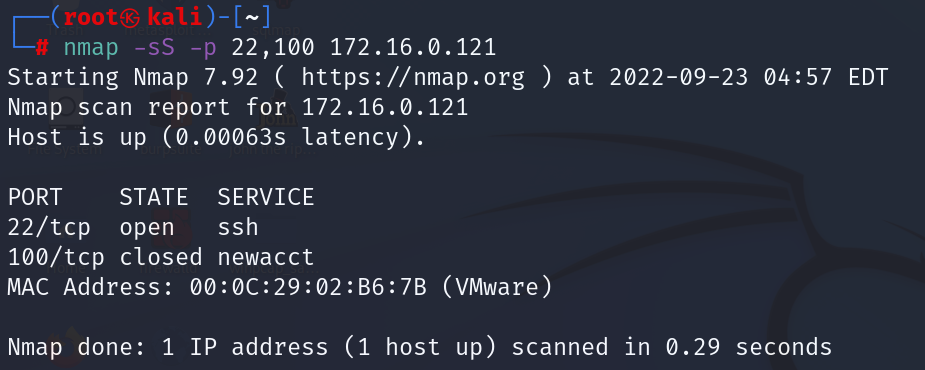 ┌──(root㉿kali)-[~]
└─# nmap -sS -p 22,100 172.16.0.121
Starting Nmap 7.92 ( https://nmap.org ) at 2022-09-23 04:57 EDT
Nmap scan report for 172.16.0.121
Host is up (0.00063s latency).

PORT    STATE  SERVICE
22/tcp  open   ssh
100/tcp closed newacct
MAC Address: 00:0C:29:02:B6:7B (VMware)

Nmap done: 1 IP address (1 host up) scanned in 0.29 seconds